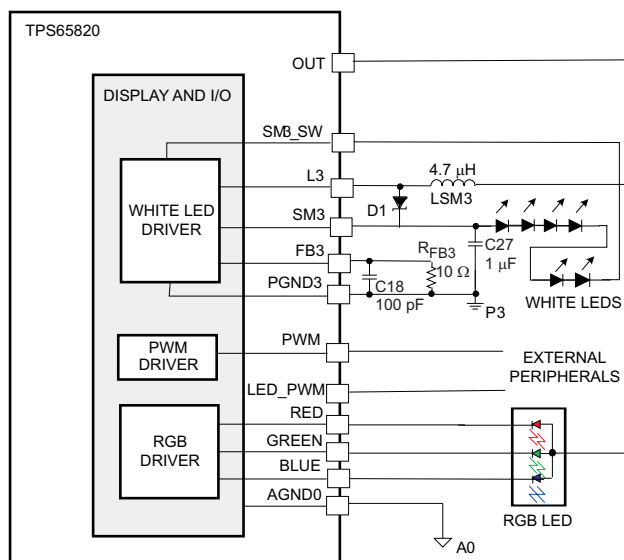 TPS65820
OUT
DISPLAY AND I/O
SM3_SW
4.7 μH
L3
LSM3
D1
WHITE LED
DRIVER
SM3
FB3
RFB3
10 Ω
C27
1 μF
C18
100 pF
PGND3
P3
WHITE LEDS
PWM
DRIVER
PWM
EXTERNAL
PERIPHERALS
LED_PWM
RED
RGB
DRIVER
GREEN
BLUE
AGND0
A0
RGB LED